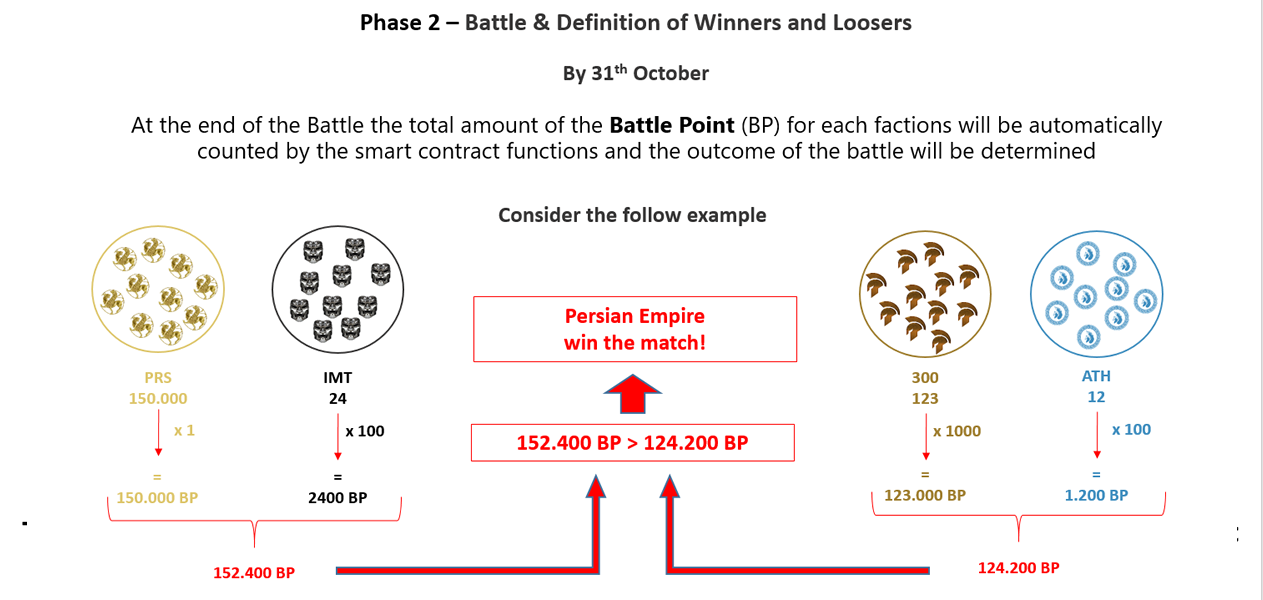 Phase 2 – Battle & Definition of Winners and Loosers
By 31th October
At the end of the Battle the total amount of the Battle Point (BP) for each factions will be automatically
counted by the smart contract functions and the outcome of the battle will be determined
Consider the follow example
PRS
150.000
x 1
=
150.000 BP
IMT
24
x 100
=
2400 BP
152.400 BP
Persian Empire
win the match!
152.400 BP > 124.200 BP
300
123
x 1000
=
123.000 BP
ATH
12
x 100
=
1.200 BP
124.200 BP